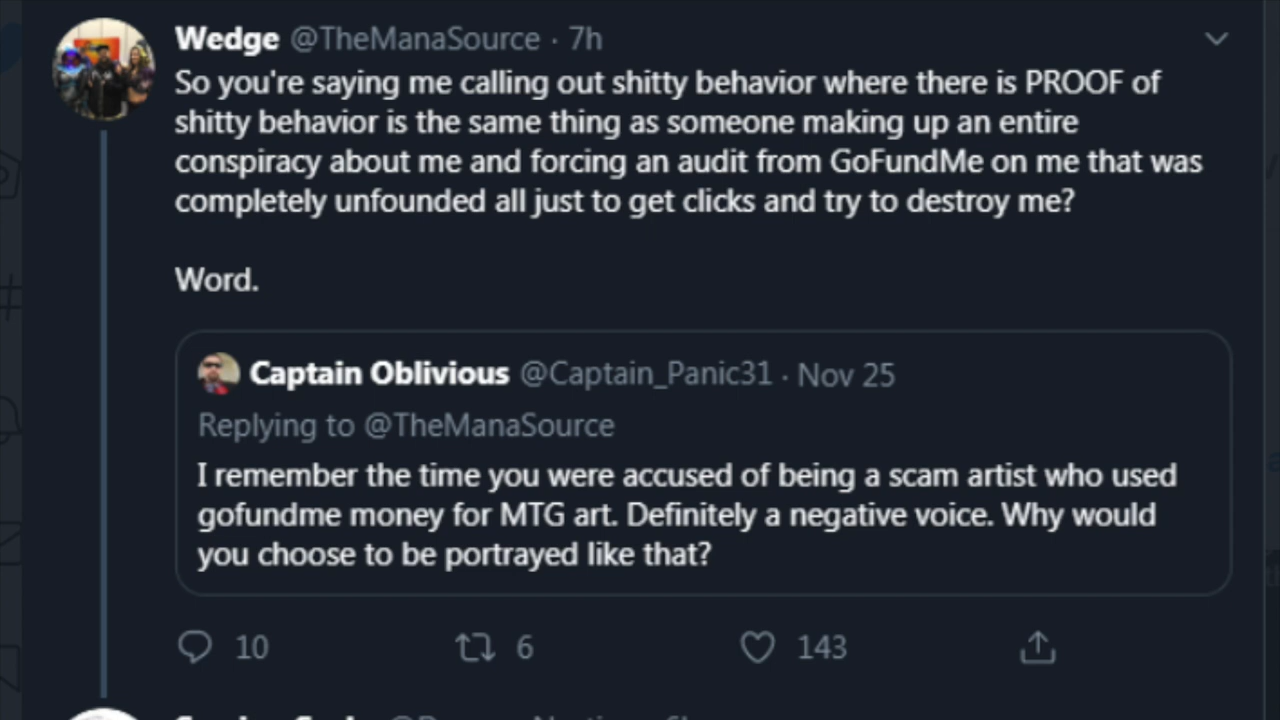 Wedge @TheManaSource · 7h
So you're saying me calling out shitty behavior where there is PROOF of
shitty behavior is the same thing as someone making up an entire
conspiracy about me and forcing an audit from GoFundMe on me that was
completely unfounded all just to get clicks and try to destroy me?
Word.
Captain Oblivious @Captain_Panic31 · Nov 25
Replying to @TheManaSource
I remember the time you were accused of being a scam artist who used
gofundme money for MTG art. Definitely a negative voice. Why would
you choose to be portrayed like that?
10 6 143